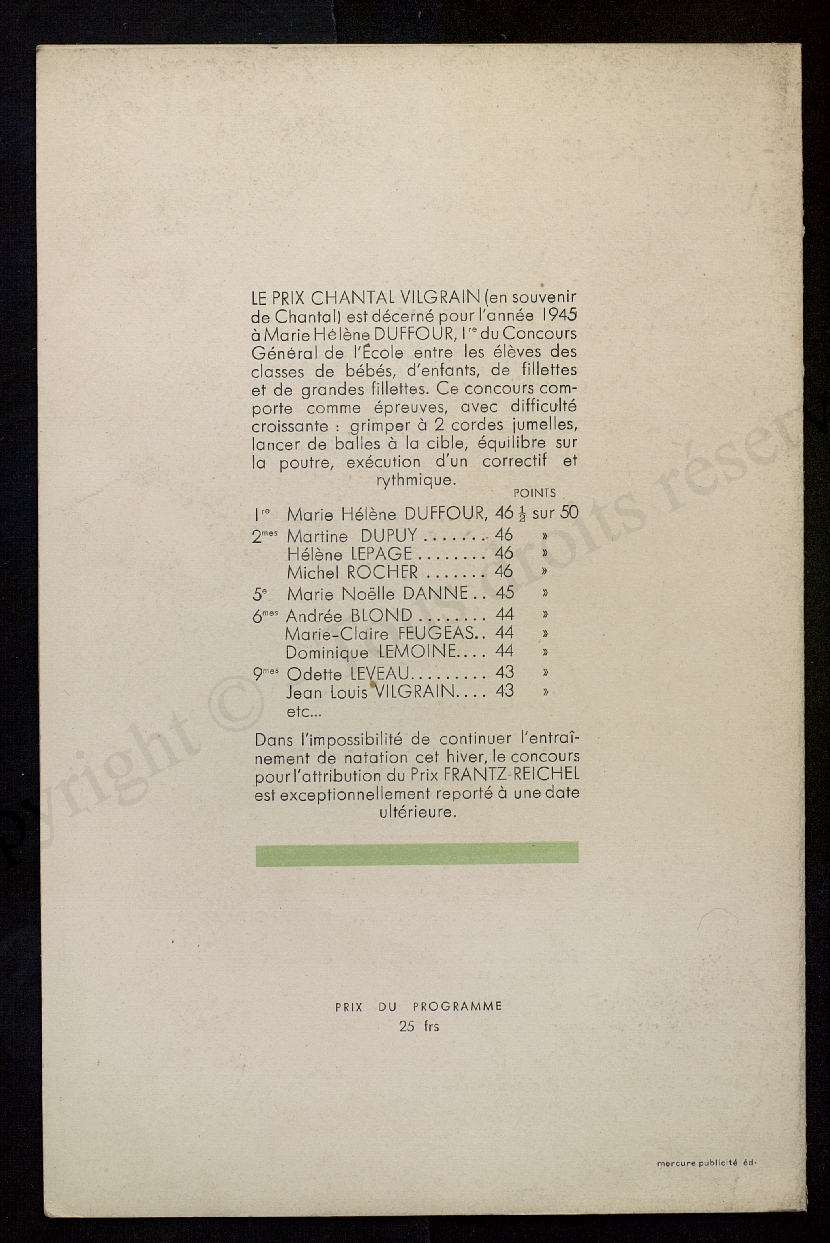 LE PRIX CHANTAL VILGRAIN (en souvenir
de Chantal) est décerné pour l'année 1945
à Marie Hélène DUFFOUR, 1re du Concours
Général de l'École entre les élèves des
classes de bébés, d'enfants, de fillettes
et de grandes fillettes. Ce concours com-
porte comme épreuves, avec difficulté
croissante : grimper à 2 cordes jumelles,
lancer de balles à la cible, équilibre sur
la poutre, exécution d'un correctif et
rythmique.
POINTS
1re Marie Hélène DUFFOUR, 46 ½ sur 50
2mes Martine DUPUY ....... 46 »
Hélène LEPAGE ........ 46 »
Michel ROCHER ....... 46 »
5e Marie Noëlle DANNE .. 45 »
6mes Andrée BLOND ........ 44 »
Marie-Claire FEUGEAS.. 44 »
Dominique LEMOINE.... 44 »
9mes Odette LEVEAU......... 43 »
Jean Louis VILGRAIN.... 43 »
etc...
Dans l'impossibilité de continuer l'entraî-
nement de natation cet hiver, le concours
pour l'attribution du Prix FRANTZ-REICHEL
est exceptionnellement reporté à une date
ultérieure.
PRIX DU PROGRAMME
25 frs
mercure publicité éd.
pyright © Tous droits réserv